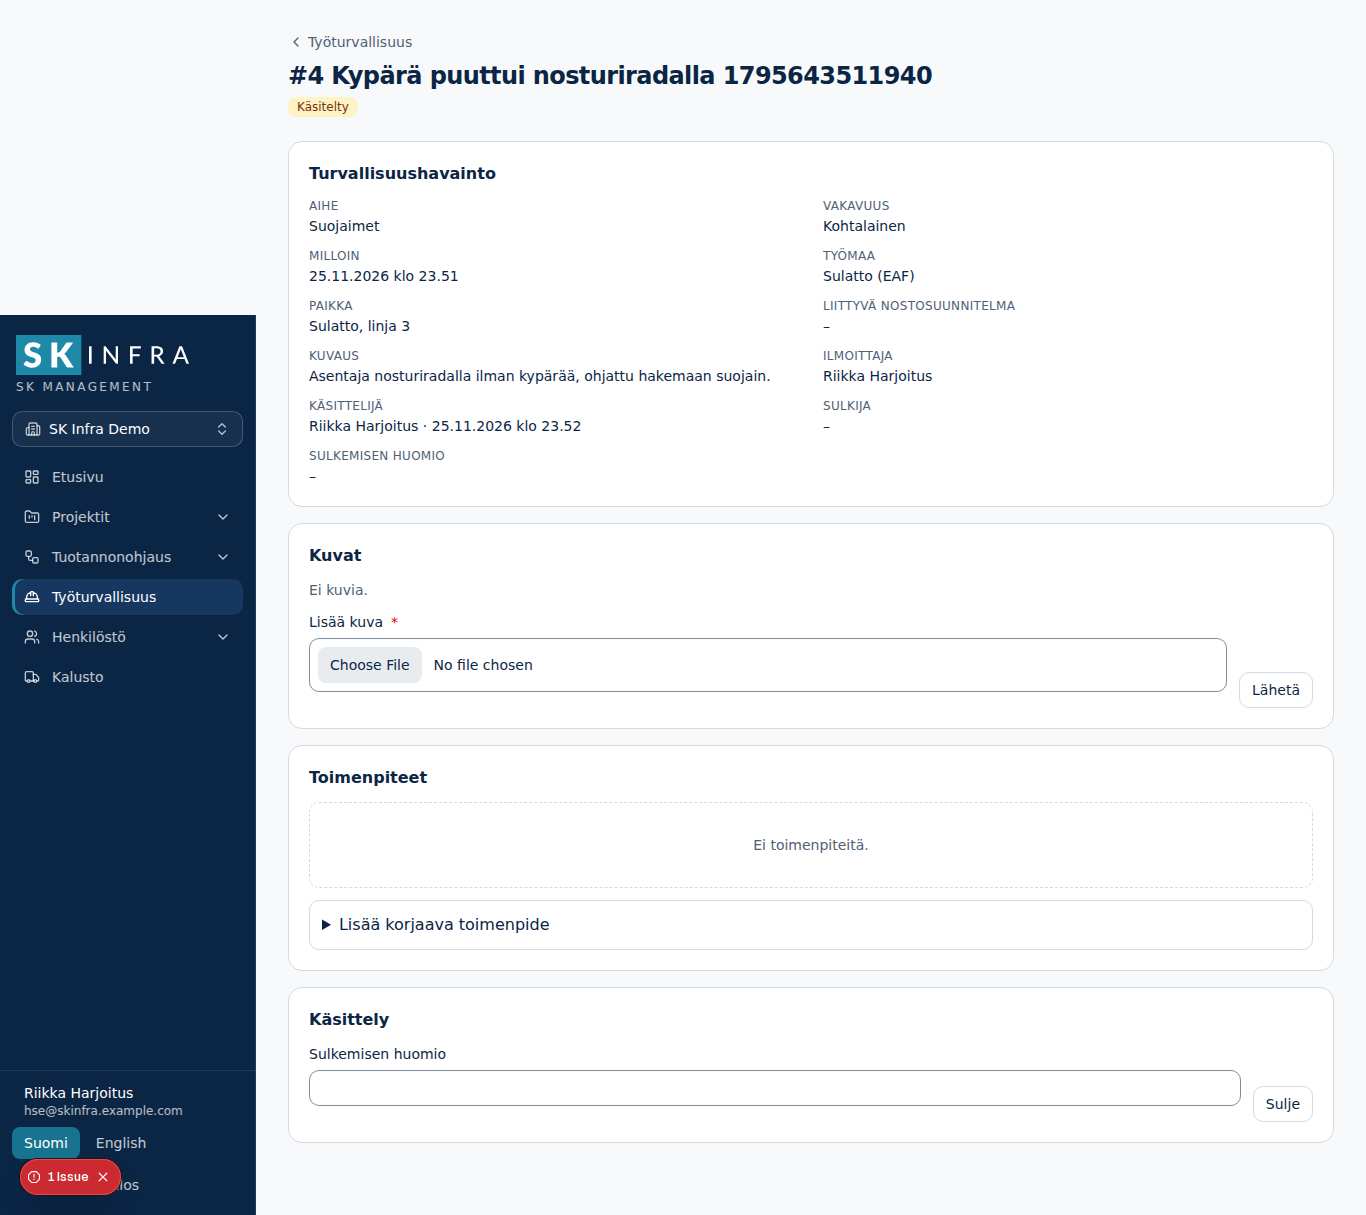 Työturvallisuus
#4 Kypärä puuttui nosturiradalla 1795643511940
Käsitelty
Turvallisuushavainto
AIHE
Suojaimet
VAKAVUUS
Kohtalainen
MILLOIN
25.11.2026 klo 23.51
TYÖMAA
Sulatto (EAF)
PAIKKA
Sulatto, linja 3
LIITTYVÄ NOSTOSUUNNITELMA
–
KUVAUS
Asentaja nosturiradalla ilman kypärää, ohjattu hakemaan suojain.
ILMOITTAJA
Riikka Harjoitus
KÄSITTELIJÄ
Riikka Harjoitus · 25.11.2026 klo 23.52
SULKIJA
–
SULKEMISEN HUOMIO
–
Kuvat
Ei kuvia.
Lisää kuva *
Choose File No file chosen
Lähetä
Toimenpiteet
Ei toimenpiteitä.
Lisää korjaava toimenpide
Käsittely
Sulkemisen huomio
Sulje
SK INFRA
SK MANAGEMENT
SK Infra Demo
Etusivu
Projektit
Tuotannonohjaus
Työturvallisuus
Henkilöstö
Kalusto
Riikka Harjoitus
hse@skinfra.example.com
Suomi English
1 Issue